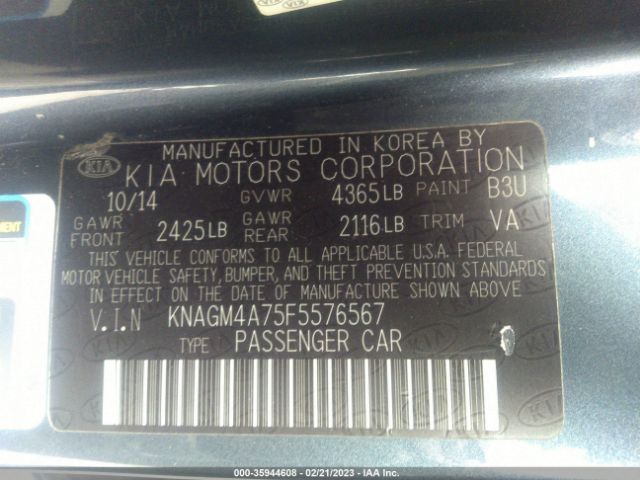 MANUFACTURED IN KOREA BY
KIA KIA MOTORS CORPORATION
10/14 GVWR 4365LB PAINT B3U
GAWR FRONT 2425LB GAWR REAR 2116LB TRIM VA
THIS VEHICLE CONFORMS TO ALL APPLICABLE U.S.A. FEDERAL
MOTOR VEHICLE SAFETY, BUMPER, AND THEFT PREVENTION STANDARDS
IN EFFECT ON THE DATE OF MANUFACTURE SHOWN ABOVE
V.I.N KNAGM4A75F5576567
TYPE PASSENGER CAR
000-35944608 - 02/21/2023 - IAA Inc.